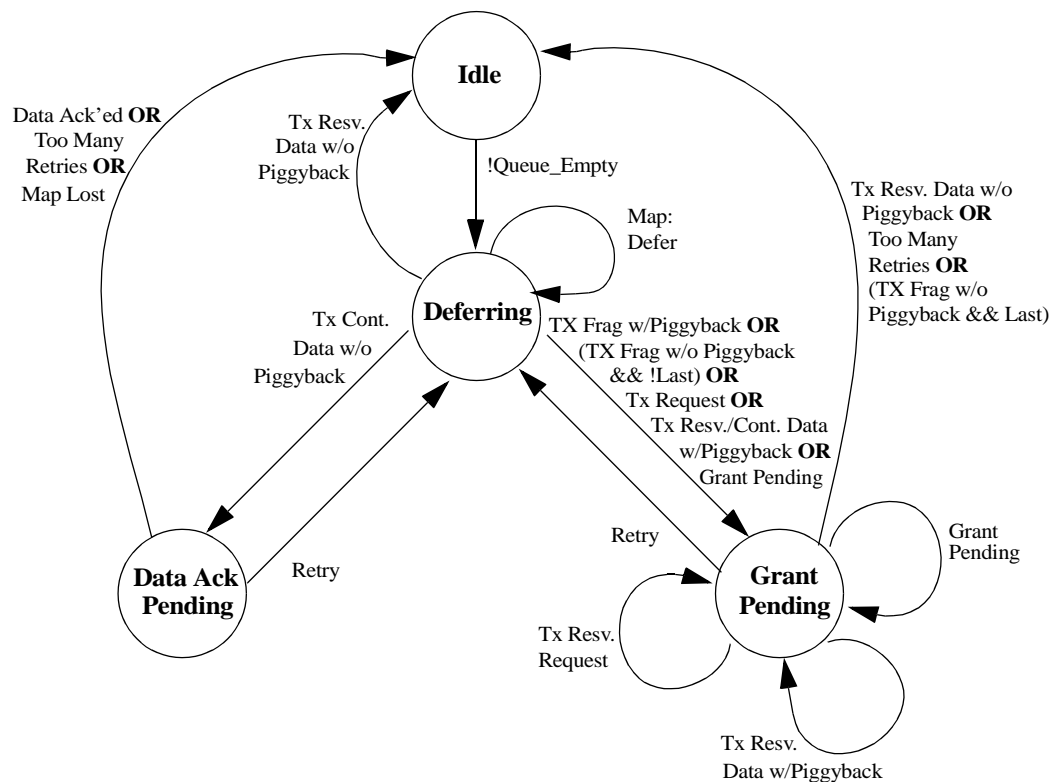 Idle
Data Ack'ed OR
Too Many
Retries OR
Map Lost
Tx Resv.
Data w/o
Piggyback
!Queue_Empty
Map:
Defer
Tx Resv. Data w/o
Piggyback OR
Too Many
Retries OR
(TX Frag w/o
Piggyback && Last)
Deferring
Tx Cont.
Data w/o
Piggyback
TX Frag w/Piggyback OR
(TX Frag w/o Piggyback
&& !Last) OR
Tx Request OR
Tx Resv./Cont. Data
w/Piggyback OR
Grant Pending
Data Ack
Pending
Retry
Retry
Grant
Pending
Grant
Pending
Tx Resv.
Request
Tx Resv.
Data w/Piggyback